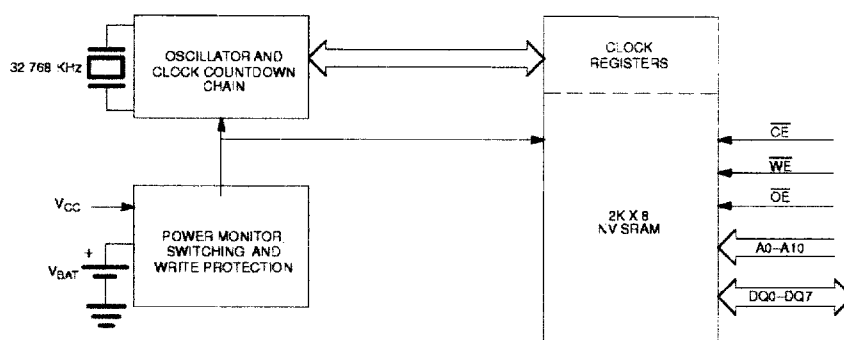 32 768 KHz
OSCILLATOR AND
CLOCK COUNTDOWN
CHAIN
CLOCK
REGISTERS
CE
WE
OE
A0–A10
DQ0–DQ7
2K X 8
NV SRAM
VCC
+
VBAT
POWER MONITOR
SWITCHING AND
WRITE PROTECTION